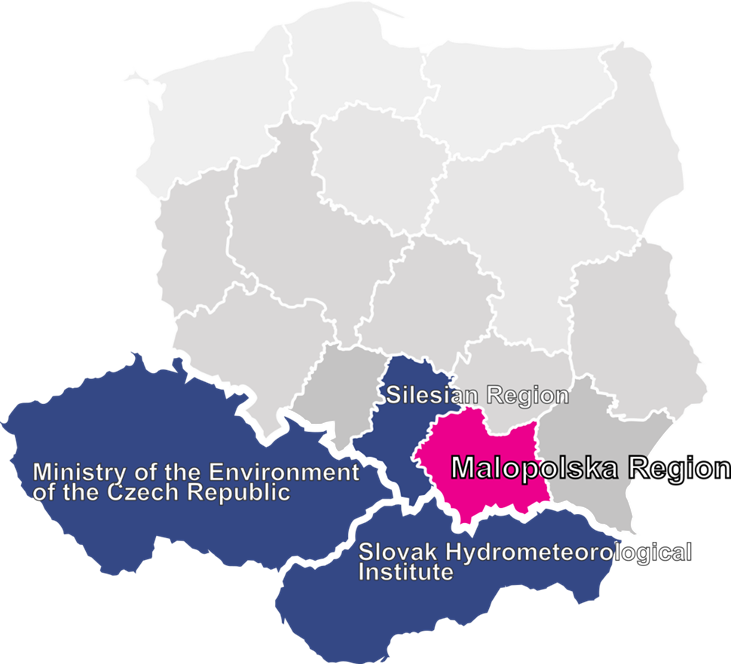 Silesian Region
Malopolska Region
Ministry of the Environment
of the Czech Republic
Slovak Hydrometeorological
Institute